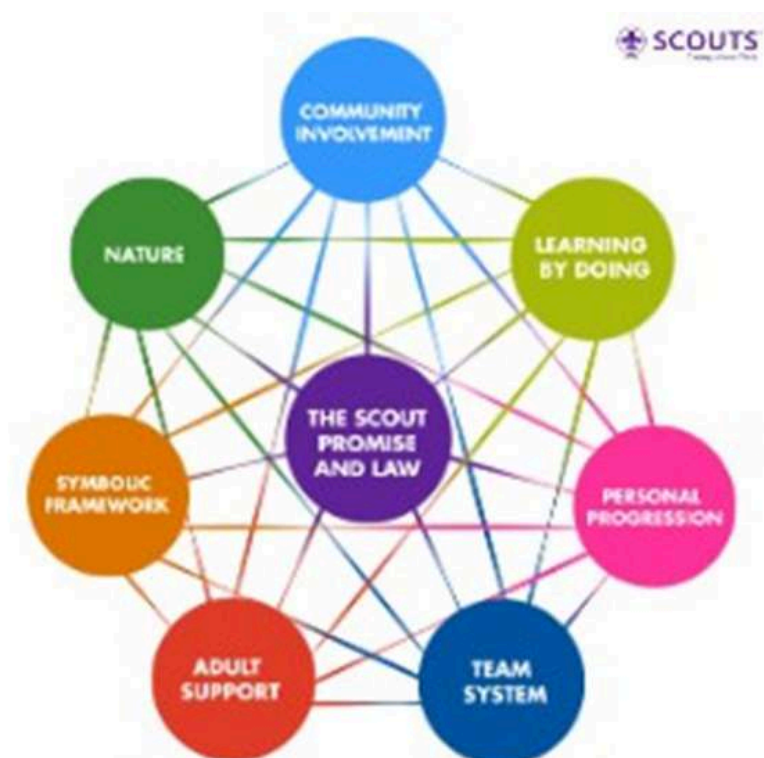 SCOUTS
COMMUNITY
INVOLVEMENT
NATURE
LEARNING
BY DOING
THE SCOUT
PROMISE
AND LAW
SYMBOLIC
FRAMEWORK
PERSONAL
PROGRESSION
ADULT
SUPPORT
TEAM
SYSTEM